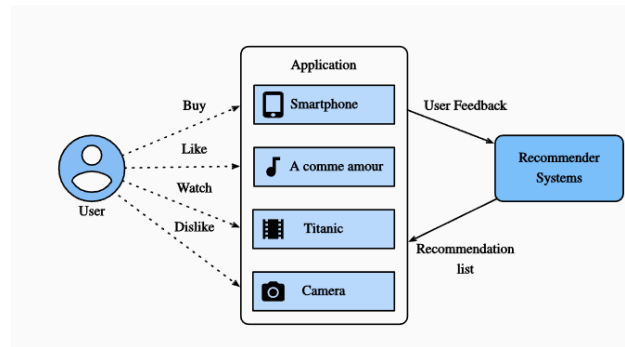 Application
Buy
Smartphone
User Feedback
Like
A comme amour
Recommender
Systems
Watch
User
Dislike
Titanic
Recommendation
list
Camera